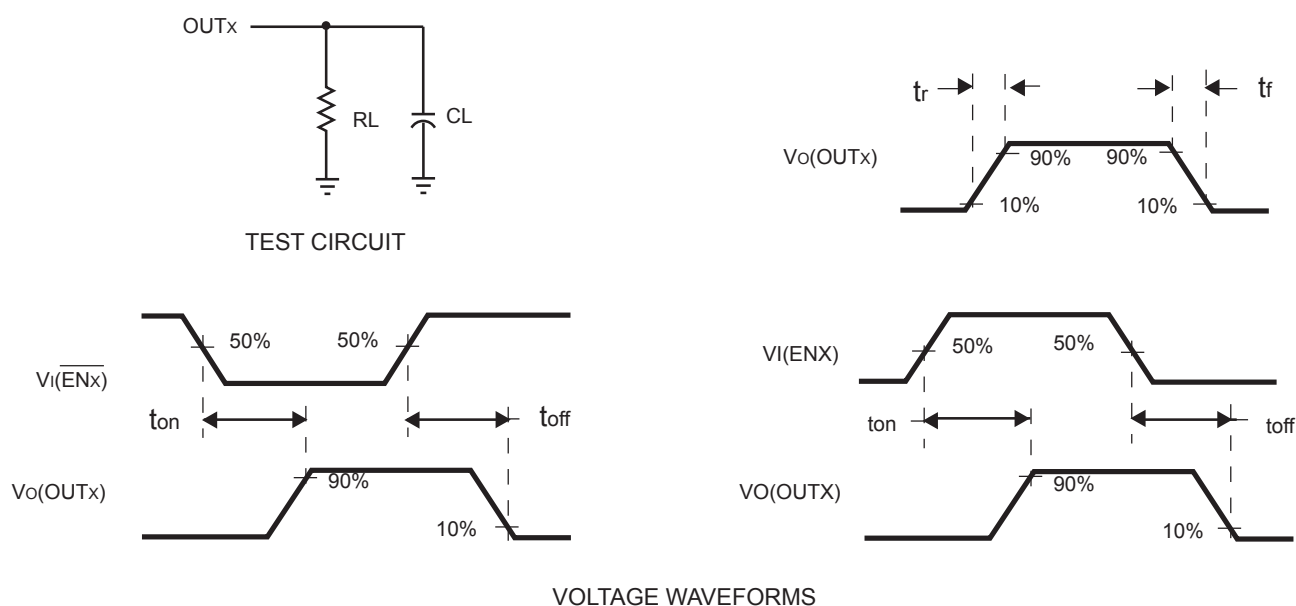 OUTx
RL
CL
TEST CIRCUIT
tr
tf
VO(OUTx)
90%
90%
10%
10%
50%
50%
VI(ENx)
ton
toff
VO(OUTx)
90%
10%
VI(ENX)
50%
50%
ton
toff
VO(OUTX)
90%
10%
VOLTAGE WAVEFORMS